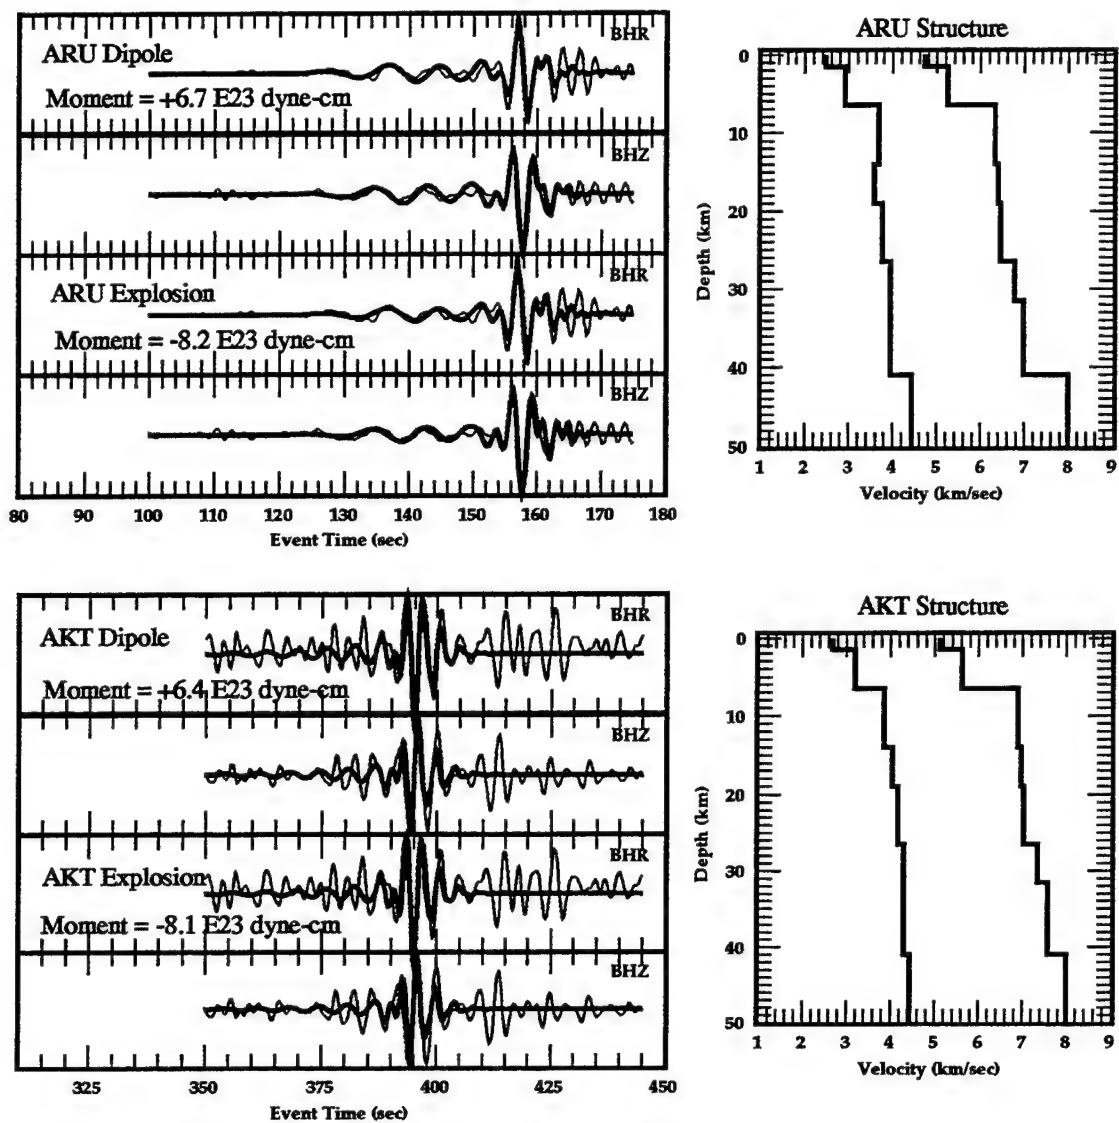 BHR
ARU Dipole
Moment = +6.7 E23 dyne-cm
BHZ
BHR
ARU Explosion
Moment = -8.2 E23 dyne-cm
BHZ
80 90 100 110 120 130 140 150 160 170 180
Event Time (sec)
ARU Structure
0
10
20
30
40
50
Depth (km)
1 2 3 4 5 6 7 8 9
Velocity (km/sec)
BHR
AKT Dipole
Moment = +6.4 E23 dyne-cm
BHZ
BHR
AKT Explosion
Moment = -8.1 E23 dyne-cm
BHZ
325 350 375 400 425 450
Event Time (sec)
AKT Structure
0
10
20
30
40
50
Depth (km)
1 2 3 4 5 6 7 8 9
Velocity (km/sec)